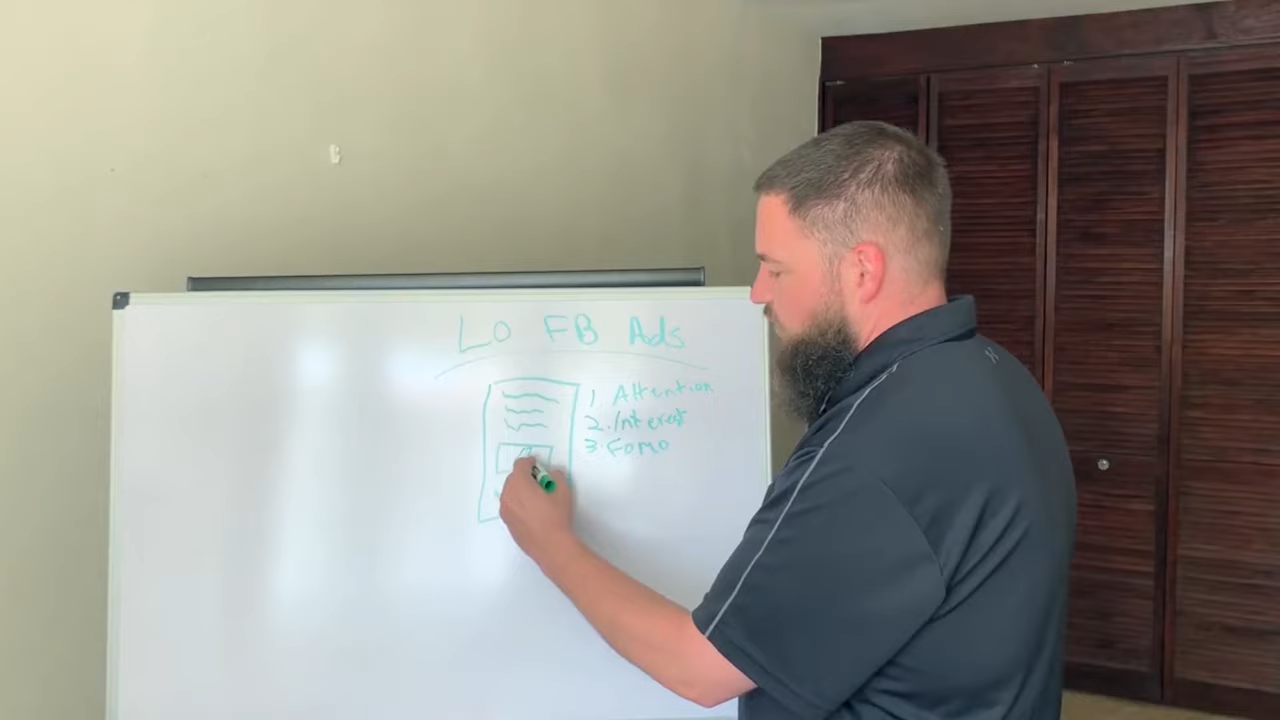 Lo FB Ads
1. Attention
2. Interest
3. Fomo